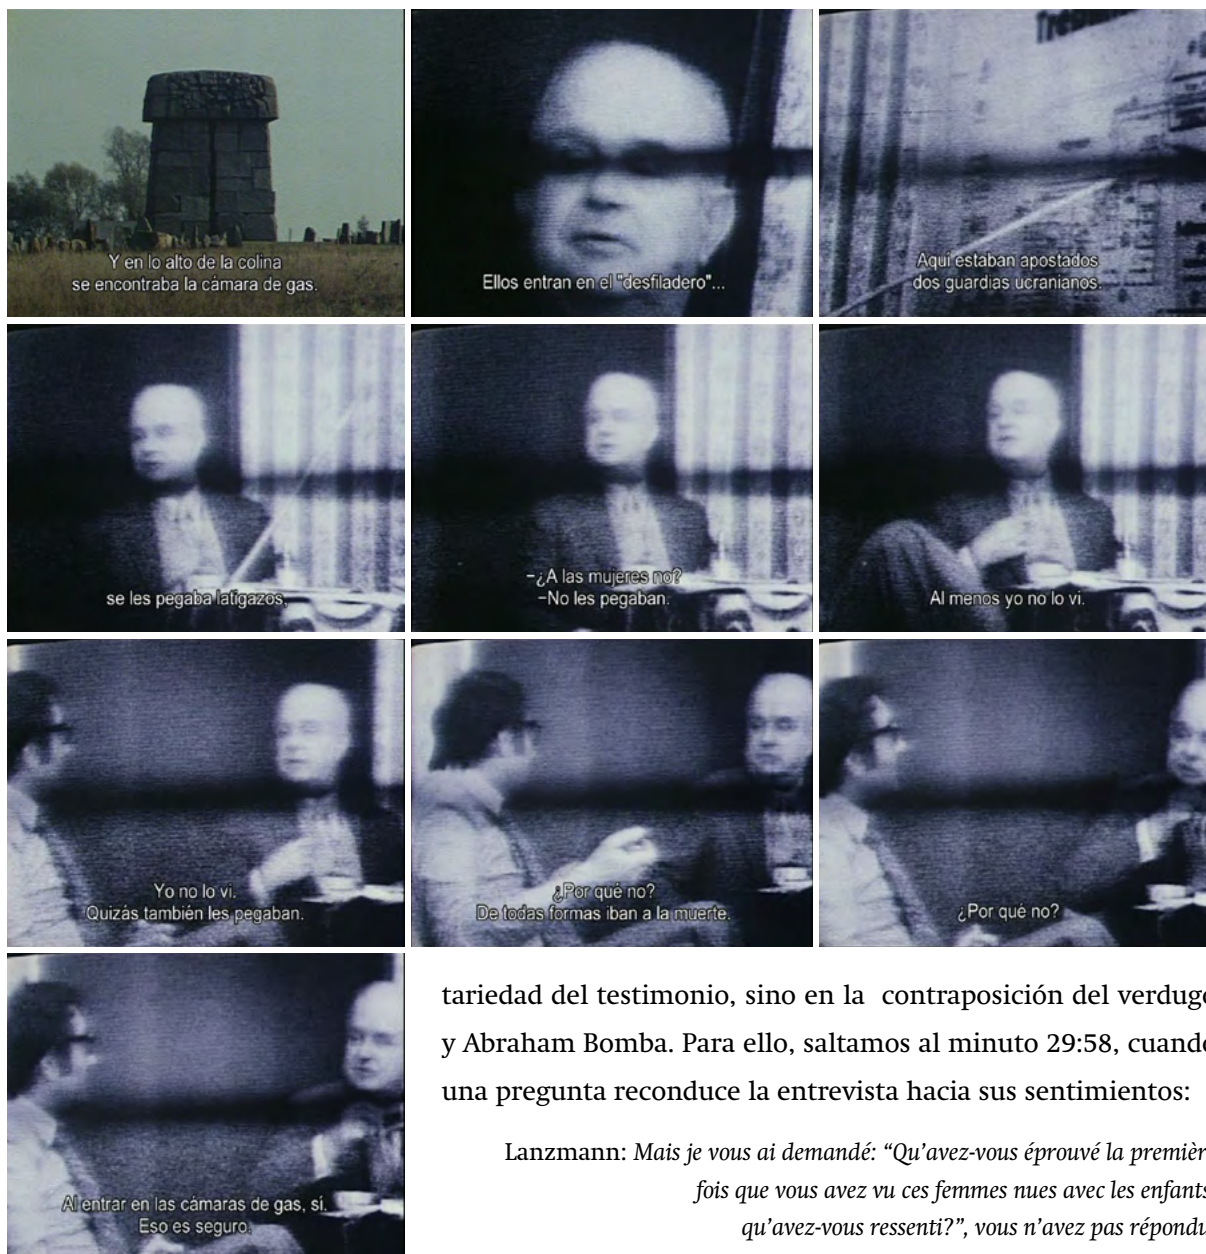 Y en lo alto de la colina
se encontraba la cámara de gas.
Ellos entran en el "desfiladero"...
Aquí estaban apostados
dos guardias ucranianos.
se les pegaba latigazos,
-¿A las mujeres no?
-No les pegaban.
Al menos yo no lo vi.
Yo no lo vi.
Quizás también les pegaban.
¿Por qué no?
De todas formas iban a la muerte.
¿Por qué no?
Al entrar en las cámaras de gas, sí.
Eso es seguro.
tariedad del testimonio, sino en la contraposición del verdugo
y Abraham Bomba. Para ello, saltamos al minuto 29:58, cuando
una pregunta reconduce la entrevista hacia sus sentimientos:
Lanzmann: Mais je vous ai demandé: “Qu’avez-vous éprouvé la premièr
fois que vous avez vu ces femmes nues avec les enfants
qu’avez-vous ressenti?”, vous n’avez pas répondu